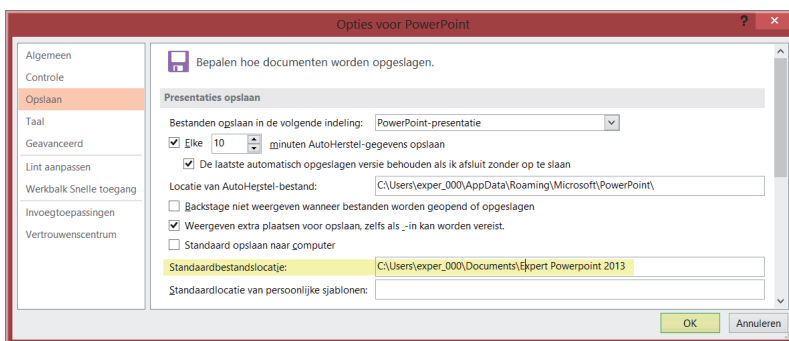 Opties voor PowerPoint ? ×
Algemeen
Controle
Opslaan
Taal
Geavanceerd
Lint aanpassen
Werkbalk Snelle toegang
Invoegtoepassingen
Vertrouwenscentrum
Bepalen hoe documenten worden opgeslagen.
Presentaties opslaan
Bestanden opslaan in de volgende indeling: PowerPoint-presentatie
Elke 10 minuten AutoHerstel-gegevens opslaan
De laatste automatisch opgeslagen versie behouden als ik afsluit zonder op te slaan
Locatie van AutoHerstel-bestand: C:\Users\exper_000\AppData\Roaming\Microsoft\PowerPoint\
Backstage niet weergeven wanneer bestanden worden geopend of opgeslagen
Weergeven extra plaatsen voor opslaan, zelfs als _-in kan worden vereist.
Standaard opslaan naar computer
Standaardbestandslocatie: C:\Users\exper_000\Documents\Expert Powerpoint 2013
Standaardlocatie van persoonlijke sjablonen:
OK Annuleren